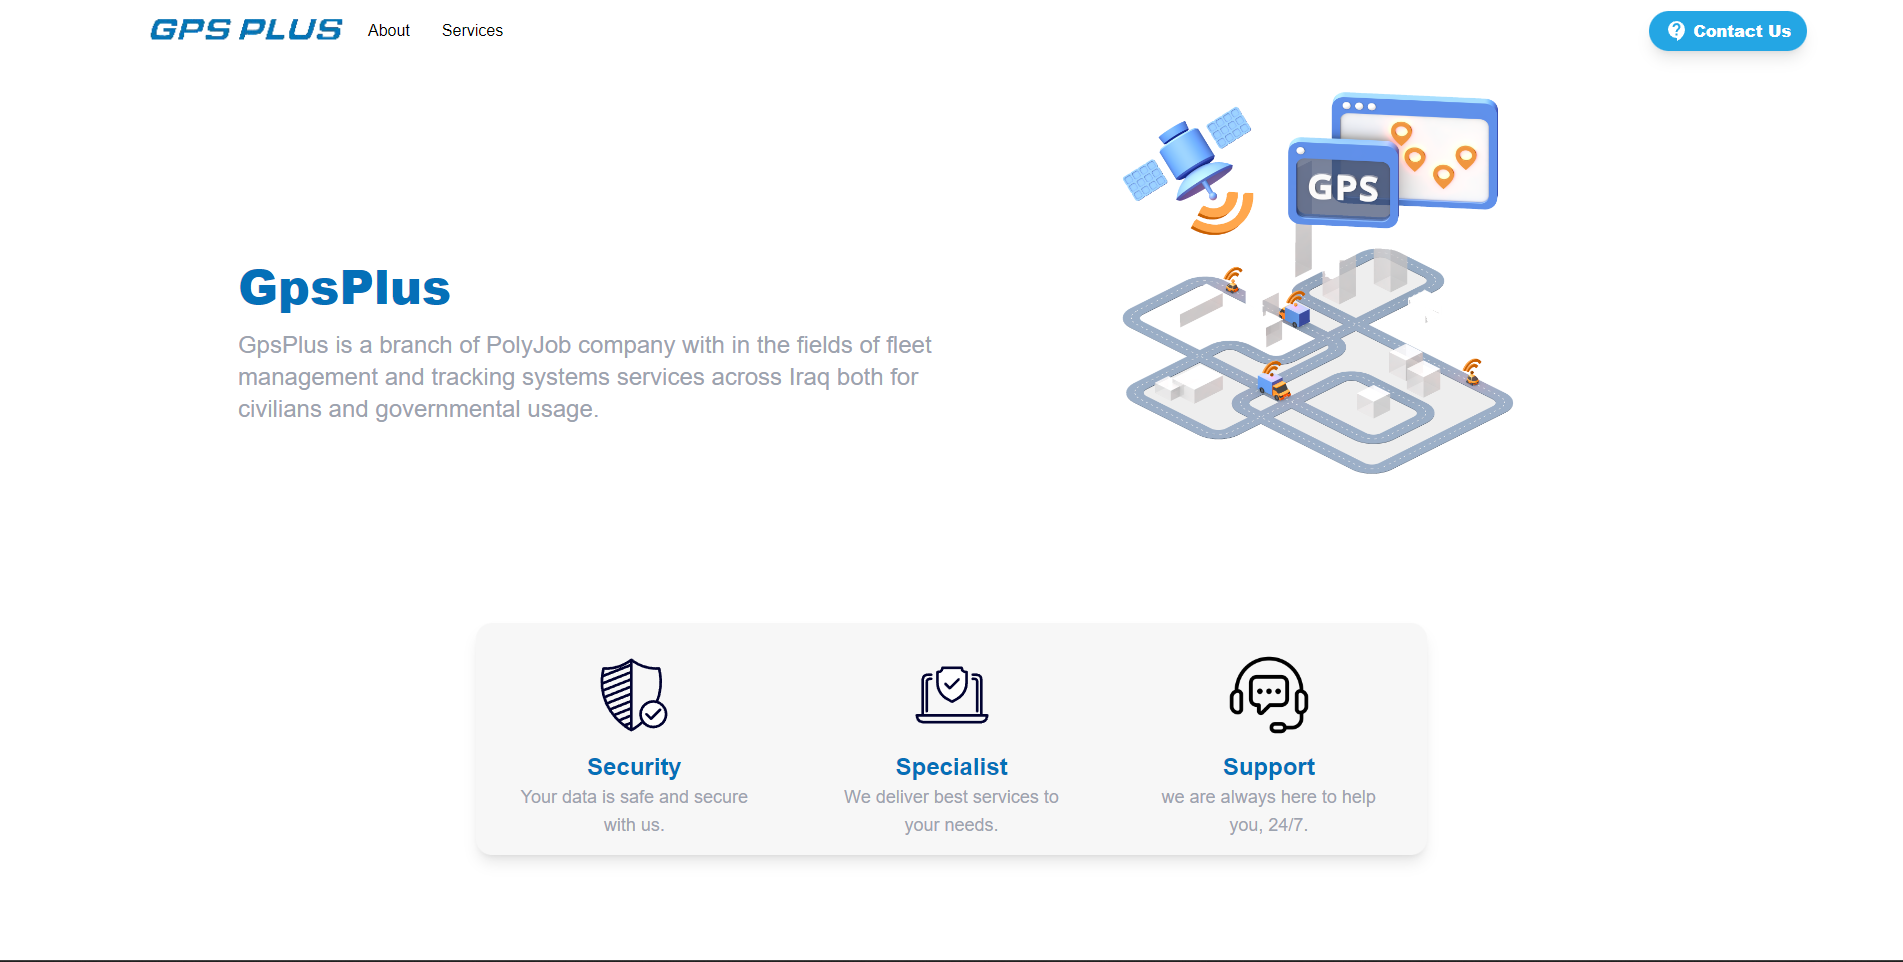 GPS PLUS About Services Contact Us
GPS
GpsPlus
GpsPlus is a branch of PolyJob company with in the fields of fleet
management and tracking systems services across Iraq both for
civilians and governmental usage.
Security
Your data is safe and secure
with us.
Specialist
We deliver best services to
your needs.
Support
we are always here to help
you, 24/7.